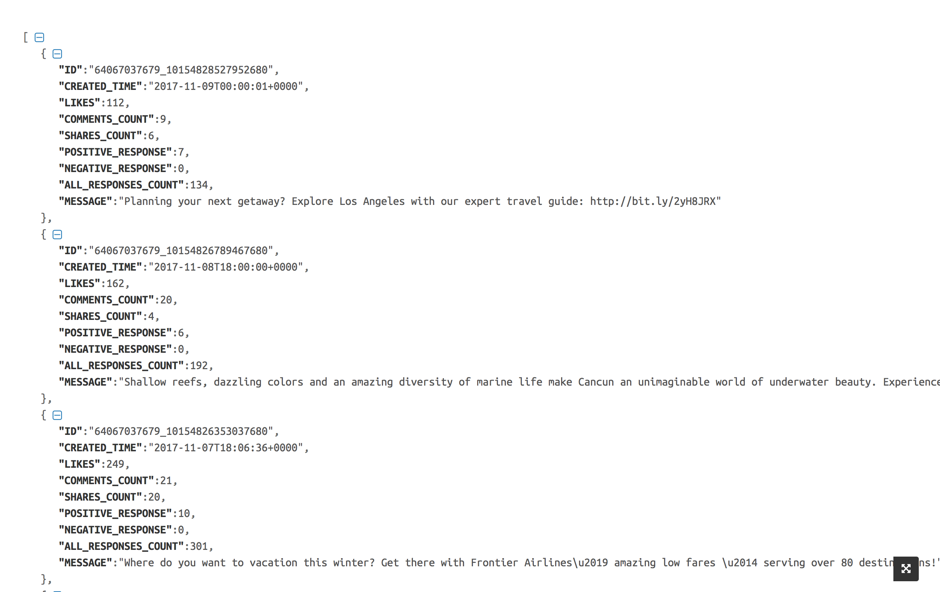 [
{
"ID":"64067037679_10154828527952680",
"CREATED_TIME":"2017-11-09T00:00:01+0000",
"LIKES":112,
"COMMENTS_COUNT":9,
"SHARES_COUNT":6,
"POSITIVE_RESPONSE":7,
"NEGATIVE_RESPONSE":0,
"ALL_RESPONSES_COUNT":134,
"MESSAGE":"Planning your next getaway? Explore Los Angeles with our expert travel guide: http://bit.ly/2yH8JRX"
},
{
"ID":"64067037679_10154826789467680",
"CREATED_TIME":"2017-11-08T18:00:00+0000",
"LIKES":162,
"COMMENTS_COUNT":20,
"SHARES_COUNT":4,
"POSITIVE_RESPONSE":6,
"NEGATIVE_RESPONSE":0,
"ALL_RESPONSES_COUNT":192,
"MESSAGE":"Shallow reefs, dazzling colors and an amazing diversity of marine life make Cancun an unimaginable world of underwater beauty. Experience
},
{
"ID":"64067037679_10154826353037680",
"CREATED_TIME":"2017-11-07T18:06:36+0000",
"LIKES":249,
"COMMENTS_COUNT":21,
"SHARES_COUNT":20,
"POSITIVE_RESPONSE":10,
"NEGATIVE_RESPONSE":0,
"ALL_RESPONSES_COUNT":301,
"MESSAGE":"Where do you want to vacation this winter? Get there with Frontier Airlines\u2019 amazing low fares \u2014 serving over 80
},
{